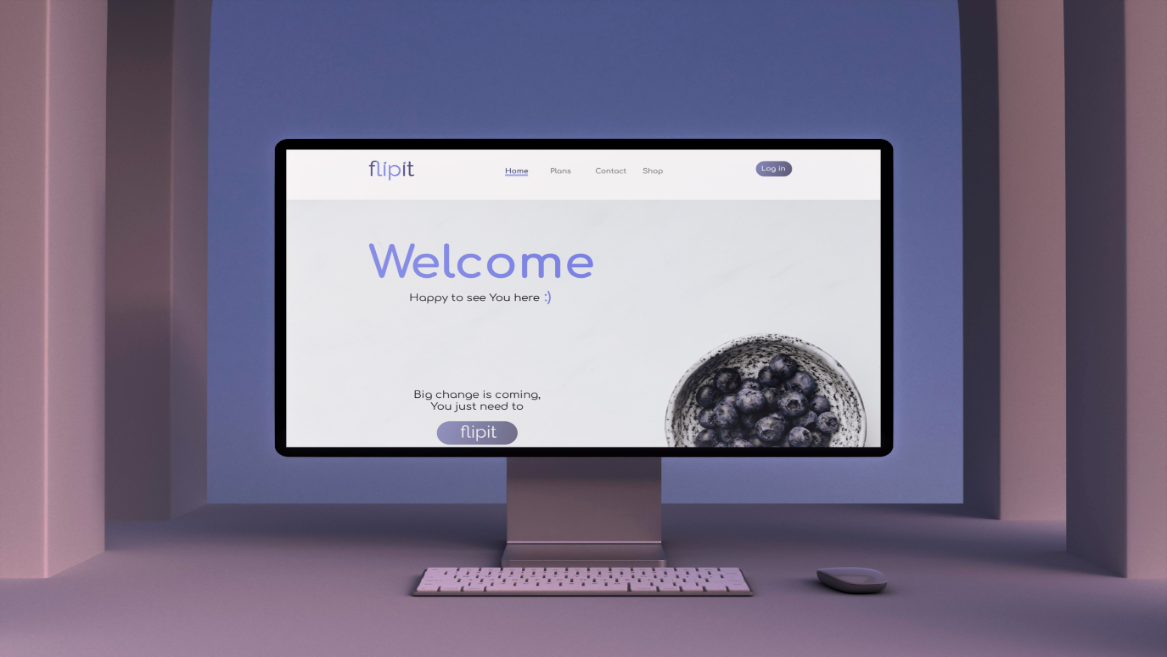 flipit
Home Plans Contact Shop
Log in
Welcome
Happy to see You here :)
Big change is coming,
You just need to
flipit